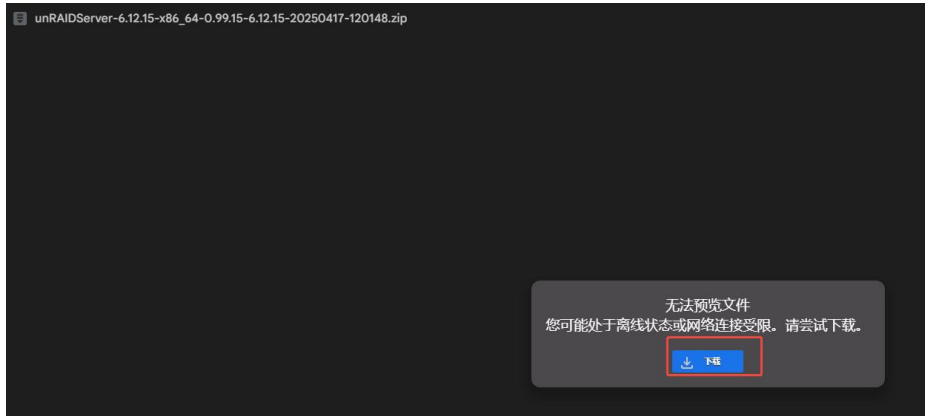 unRAIDServer-6.12.15-x86_64-0.99.15-6.12.15-20250417-120148.zip
无法预览文件
您可能处于离线状态或网络连接受限。请尝试下载。
下载